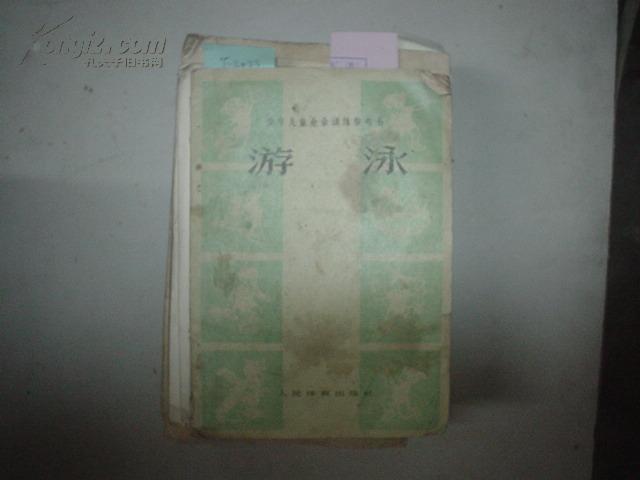 Kongfz.com
孔夫子旧书网
少年儿童业余训练参考书
游泳
人民体育出版社